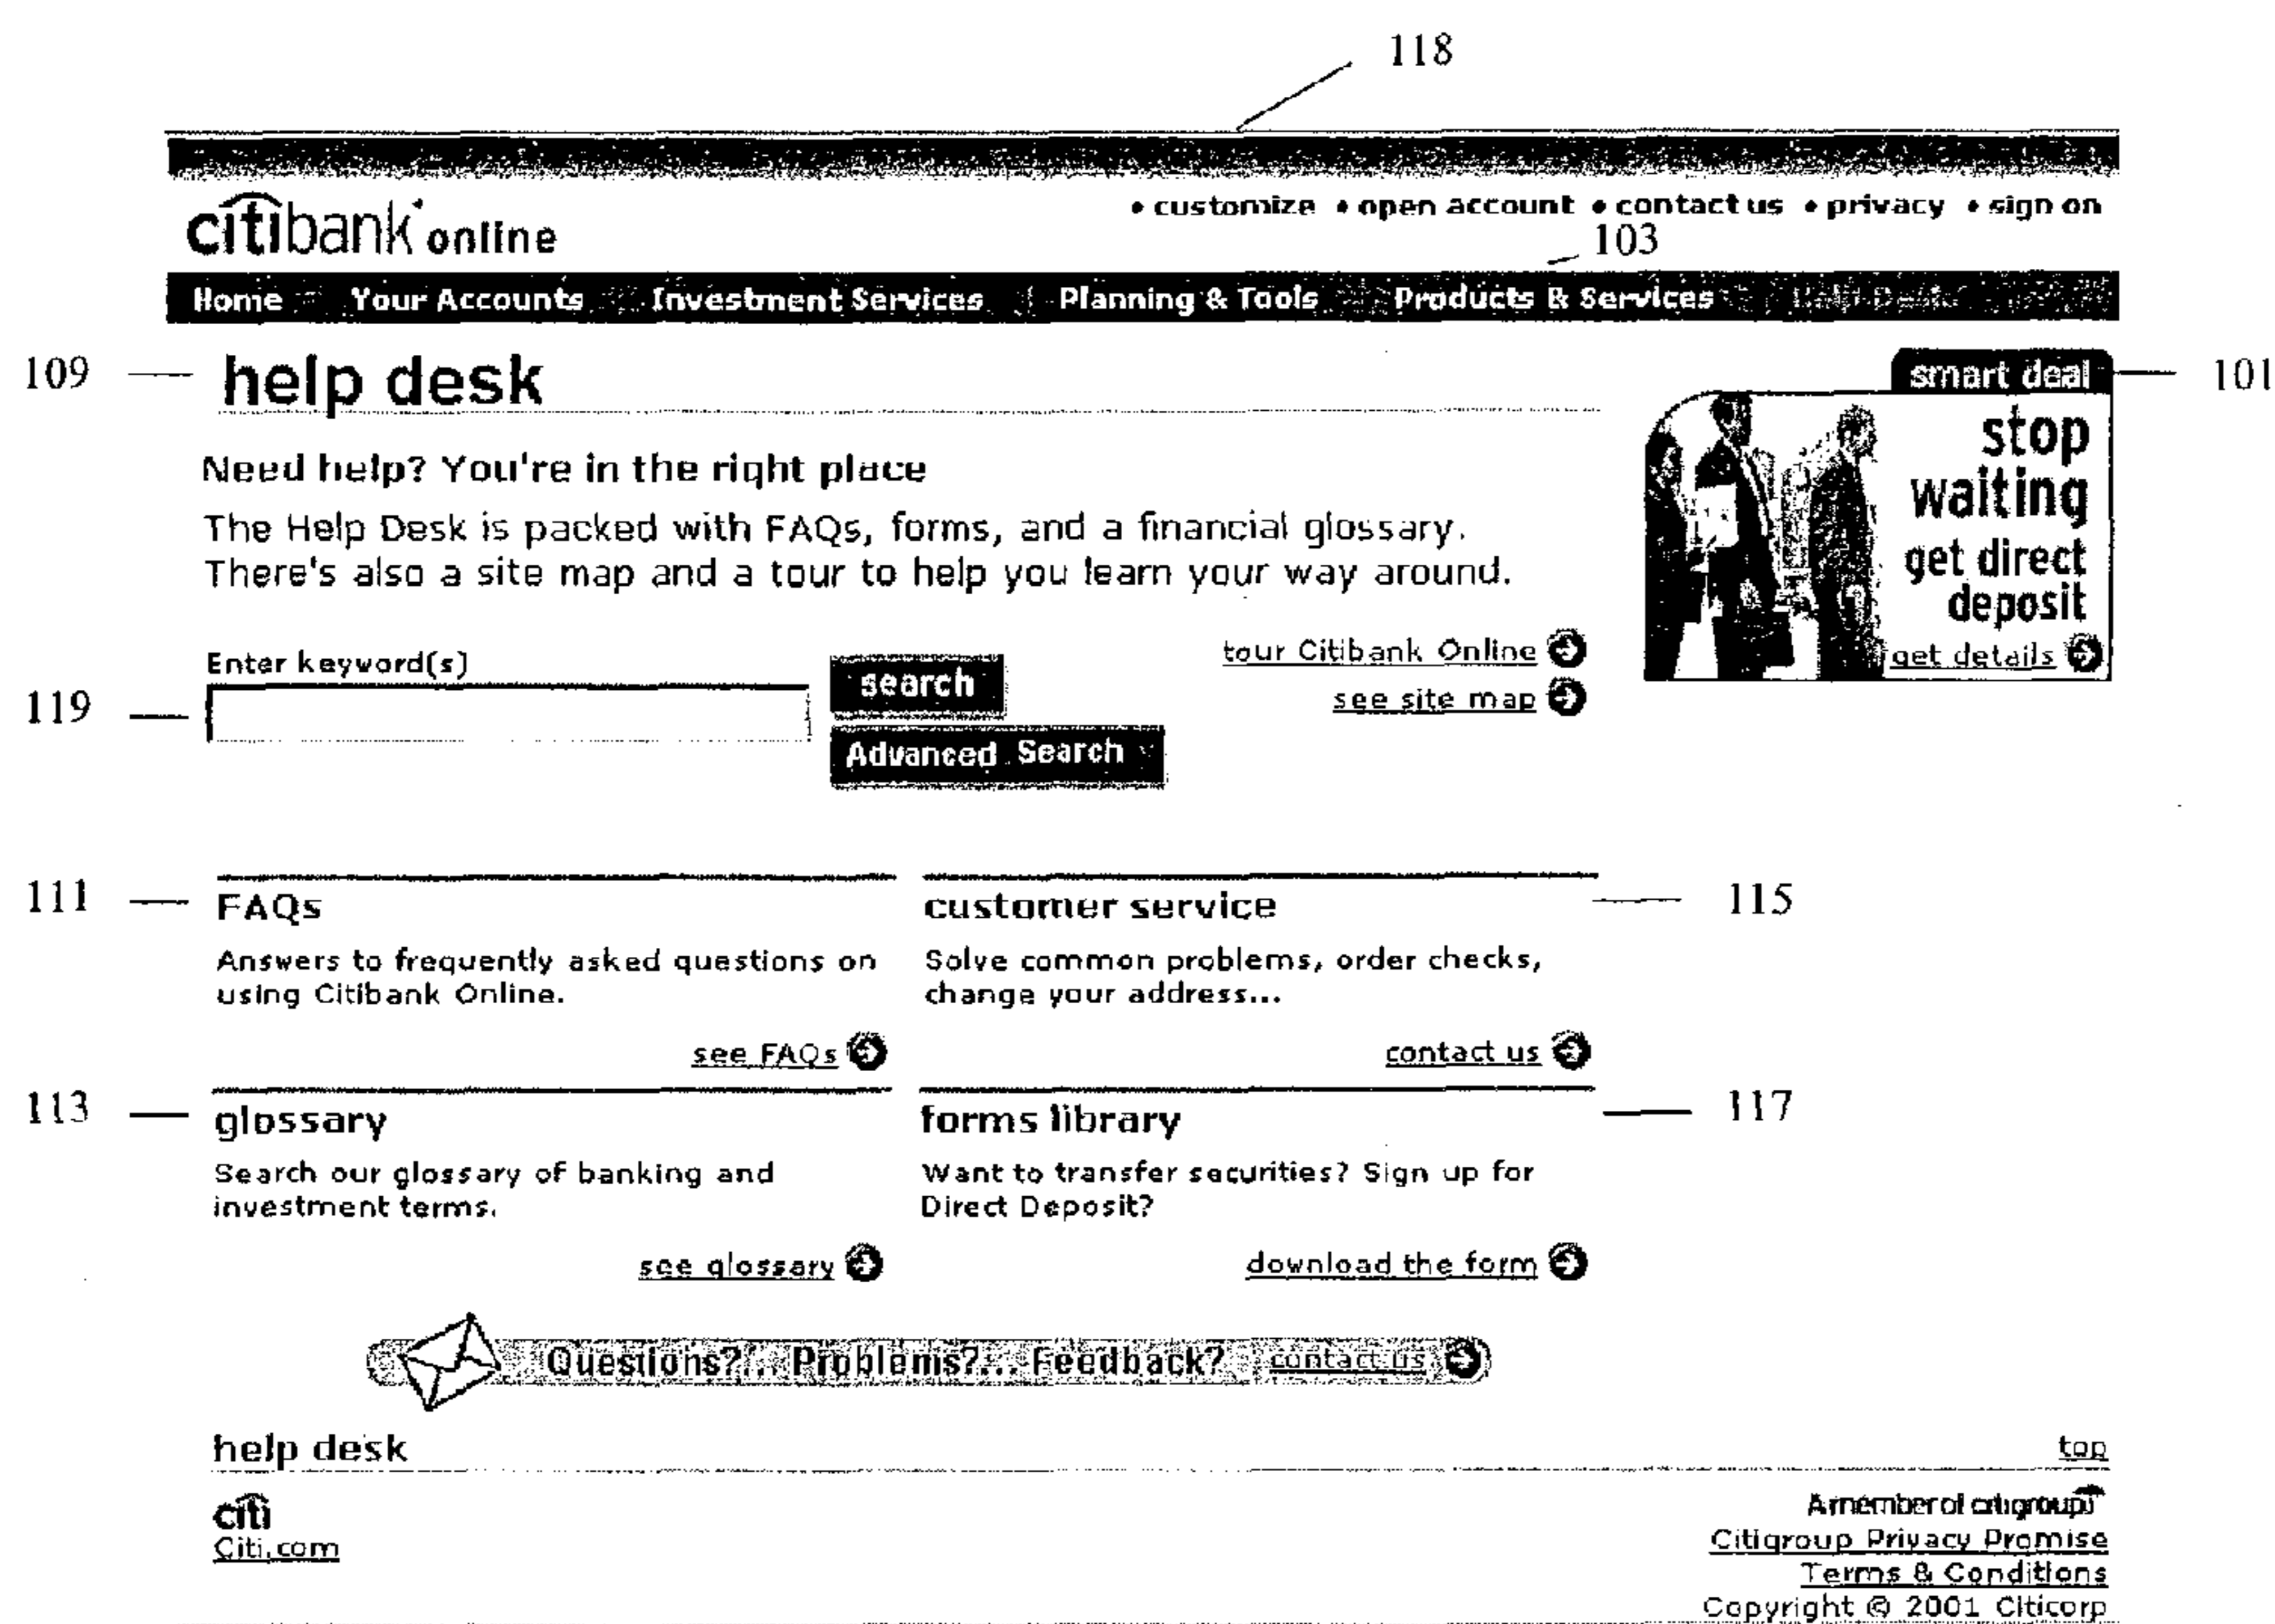 118
citibank online
• customize • open account • contact us • privacy • sign on
103
Home Your Accounts Investment Services Planning & Tools Products & Services Help Desk
109
help desk
smart deal
101
stop
waiting
get direct
deposit
get details
Need help? You're in the right place
The Help Desk is packed with FAQs, forms, and a financial glossary.
There's also a site map and a tour to help you learn your way around.
tour Citibank Online
see site map
Enter keyword(s)
119
search
Advanced Search
111
FAQs
Answers to frequently asked questions on
using Citibank Online.
see FAQs
customer service
115
Solve common problems, order checks,
change your address...
contact us
113
glossary
Search our glossary of banking and
investment terms.
see glossary
forms library
117
Want to transfer securities? Sign up for
Direct Deposit?
download the form
Questions?... Problems?... Feedback? contact us
help desk
top
citi
Citi.com
A member of citigroup
Citigroup Privacy Promise
Terms & Conditions
Copyright © 2001 Citicorp